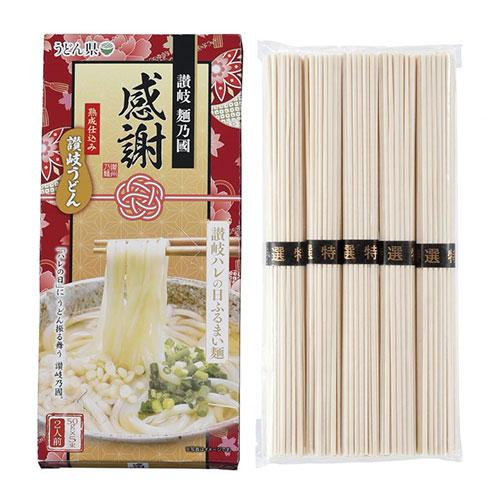 うどん県
讃岐 麺乃國
感謝
熟成仕込み
讃岐うどん
讃岐ハレの日ふるまい麺
「ハレの日」に うどん振る舞う 讃岐乃國。
50g×5束
2人前
選 特 選 特 選 特 選 特